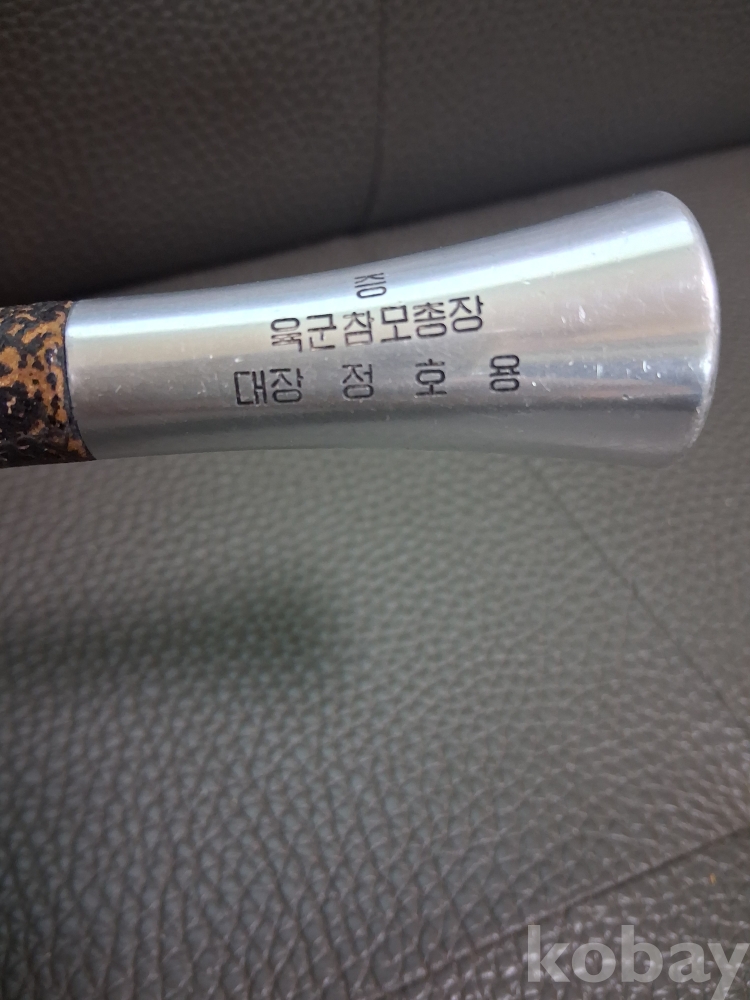 증
육군참모총장
대장 정 호 용
kobay